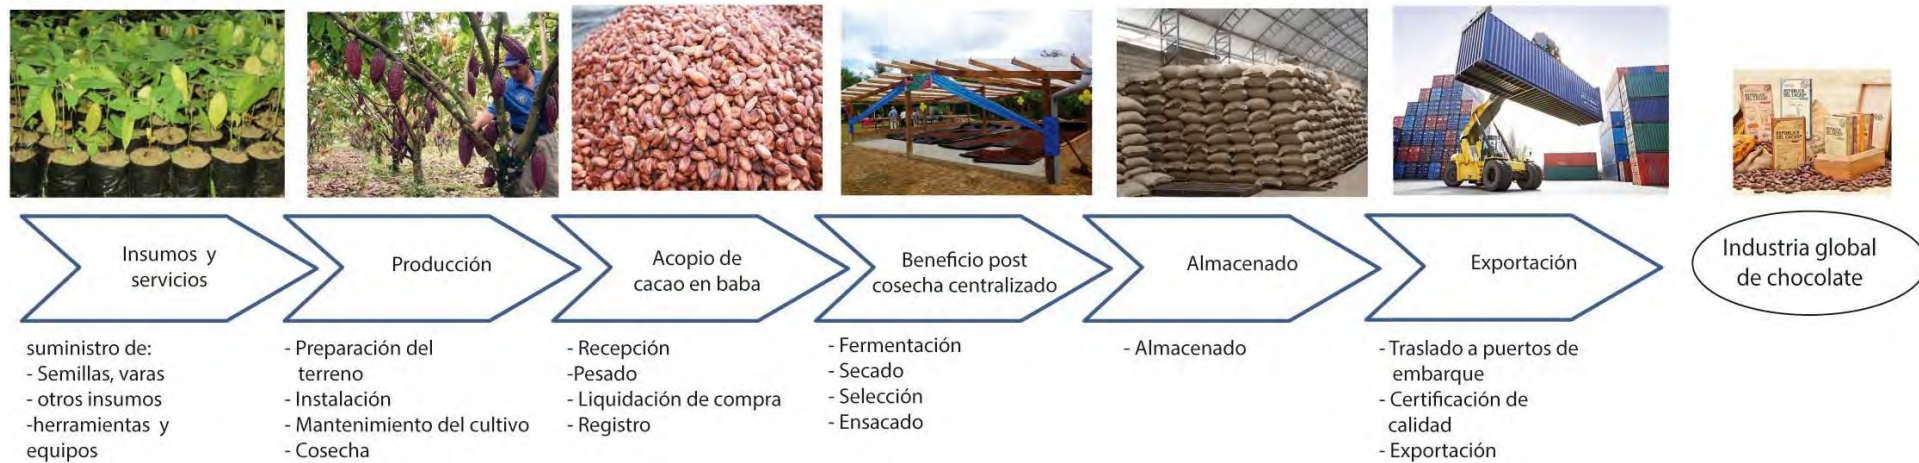 Insumos y
servicios
Producción
Acopio de
cacao en baba
Beneficio post
cosecha centralizado
Almacenado
Exportación
Industria global
de chocolate
suministro de:
- Semillas, varas
- otros insumos
-herramientas y
equipos
- Preparación del
terreno
- Instalación
- Mantenimiento del cultivo
- Cosecha
- Recepción
-Pesado
- Liquidación de compra
- Registro
- Fermentación
- Secado
- Selección
- Ensacado
- Almacenado
- Traslado a puertos de
embarque
- Certificación de
calidad
- Exportación